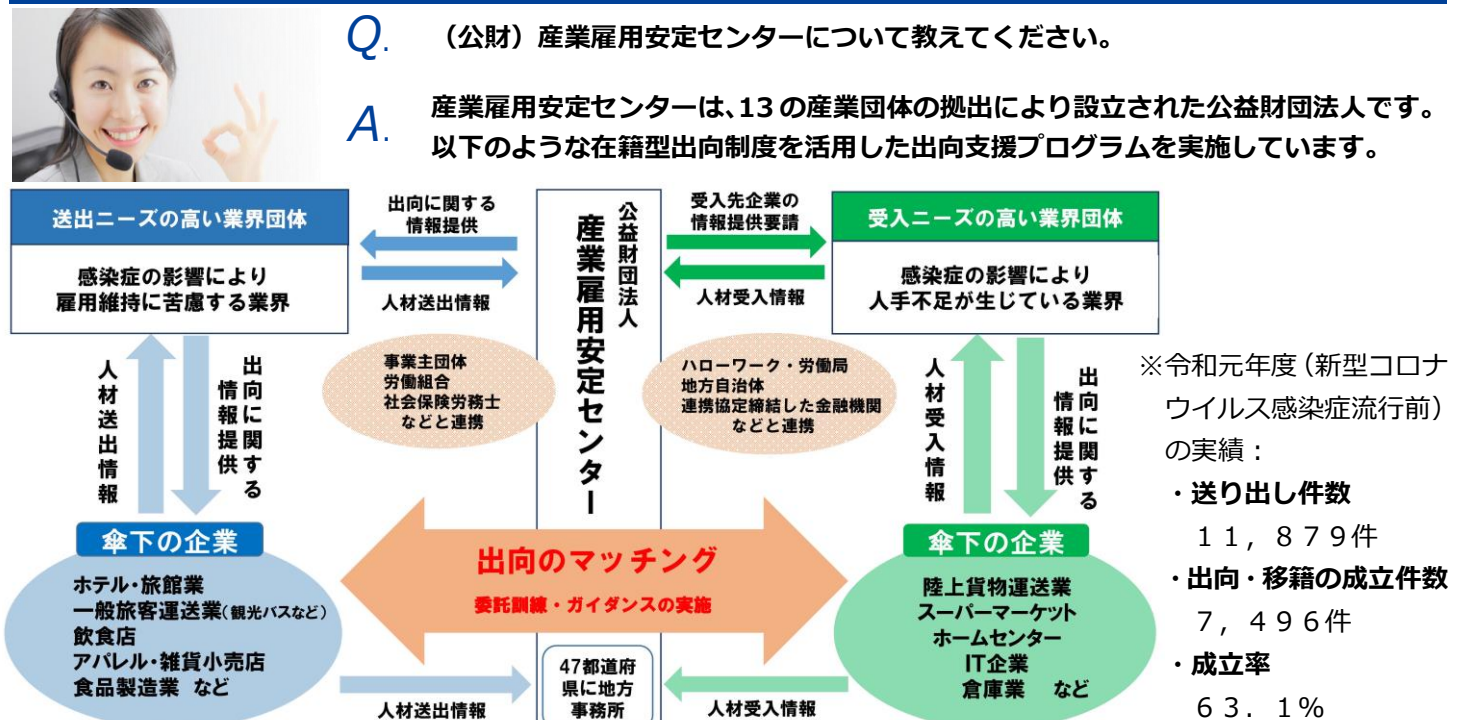 Q. （公財）産業雇用安定センターについて教えてください。
A. 産業雇用安定センターは、13の産業団体の拠出により設立された公益財団法人です。
以下のような在籍型出向制度を活用した出向支援プログラムを実施しています。
送出ニーズの高い業界団体
感染症の影響により
雇用維持に苦慮する業界
出向に関する
情報提供
人材送出情報
公益財団法人
産業雇用安定センター
受入先企業の
情報提供要請
人材受入情報
受入ニーズの高い業界団体
感染症の影響により
人手不足が生じている業界
人材送出情報
出向に関する
情報提供
事業主団体
労働組合
社会保険労務士
などと連携
ハローワーク・労働局
地方自治体
連携協定締結した金融機関
などと連携
人材受入情報
出向に関する
情報提供
傘下の企業
ホテル・旅館業
一般旅客運送業（観光バスなど）
飲食店
アパレル・雑貨小売店
食品製造業 など
出向のマッチング
委託訓練・ガイダンスの実施
傘下の企業
陸上貨物運送業
スーパーマーケット
ホームセンター
IT企業
倉庫業 など
人材送出情報
47都道府
県に地方
事務所
人材受入情報
※令和元年度（新型コロナ
ウイルス感染症流行前）
の実績：
・送り出し件数
１１，８７９件
・出向・移籍の成立件数
７，４９６件
・成立率
６３．１％